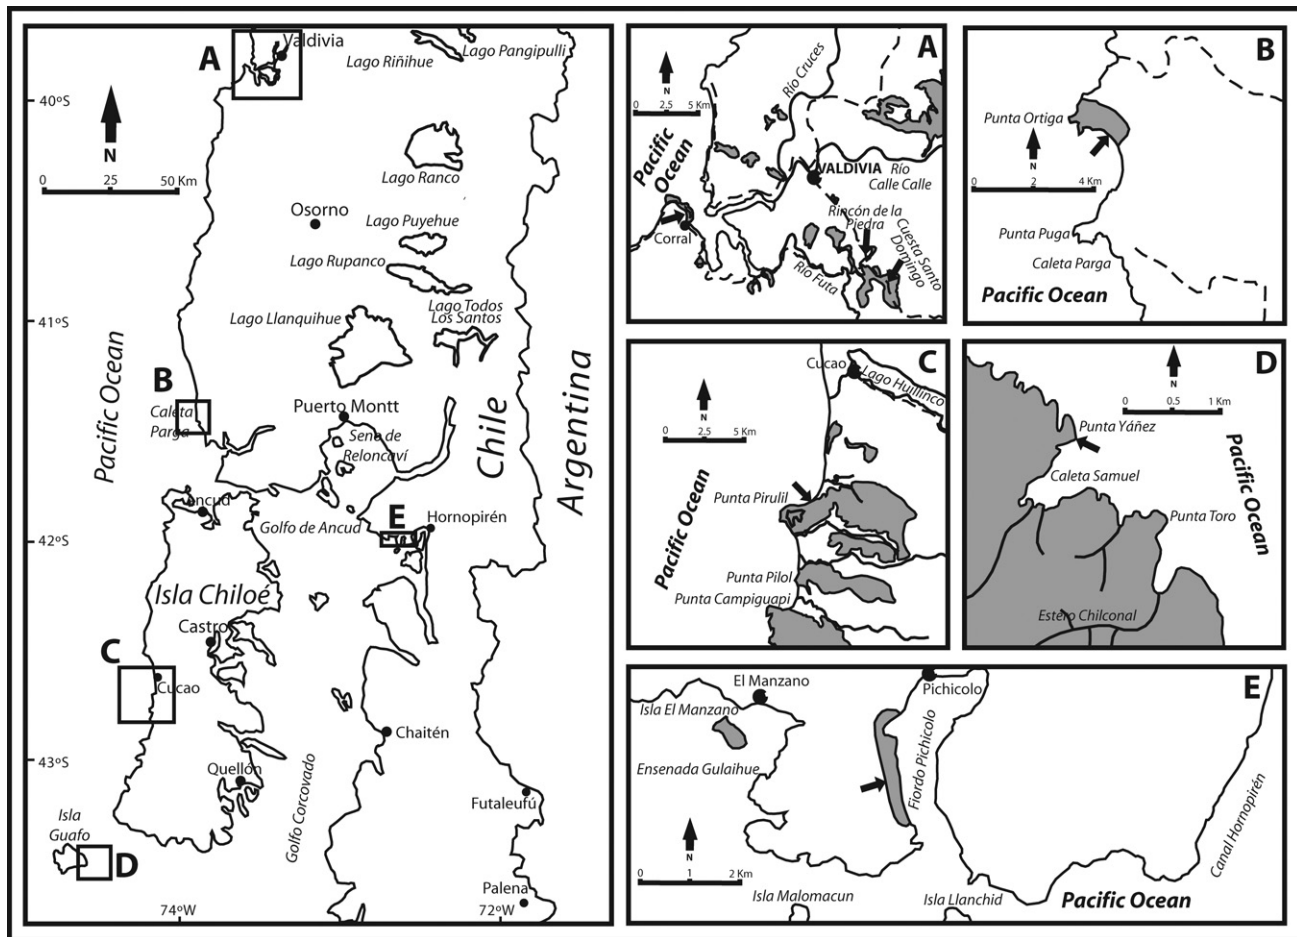 A
Valdivia
Lago Riñihue
Lago Pangipulli
40ºS
N
0 25 50 Km
Lago Ranco
Osorno
Lago Puyehue
Lago Rupanco
Lago Todos
Los Santos
Lago Llanquihue
41ºS
Pacific Ocean
B
Caleta
Parga
Puerto Montt
Seno de
Reloncaví
Chile
Argentina
Ancud
Golfo de Ancud
E
Hornopirén
42ºS
Isla Chiloé
Castro
C
Cucao
Chaitén
43ºS
Quellón
Golfo Corcovado
Futaleufú
Isla
Guafo
D
Palena
74ºW
72ºW
A
N
0 2.5 5 Km
Río Cruces
Pacific
Ocean
VALDIVIA
Río
Calle Calle
Rincón de la
Piedra
Cuesta Santo
Domingo
Corral
Río Futa
B
Punta Ortiga
N
0 2 4 Km
Punta Puga
Caleta Parga
Pacific Ocean
C
Cucao
Lago Huillinco
N
0 2.5 5 Km
Pacific Ocean
Punta Pirulil
Punta Pilol
Punta Campiguapi
D
N
0 0.5 1 Km
Punta Yáñez
Caleta Samuel
Pacific Ocean
Punta Toro
Estero Chilconal
E
El Manzano
Pichicolo
Isla El Manzano
Ensenada Gulaihue
Fiordo Pichicolo
Canal Hornopirén
N
0 1 2 Km
Isla Malomacun
Isla Llanchid
Pacific Ocean